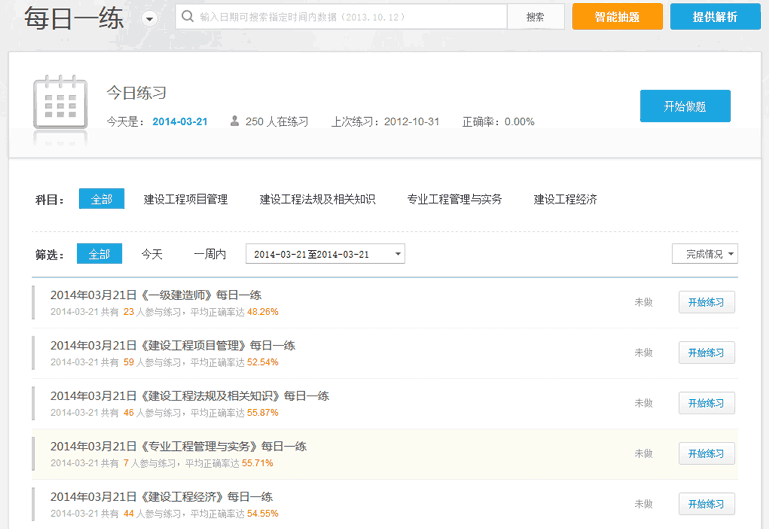 每日一练
输入日期可搜索指定时间内数据（2013.10.12）
搜索
智能抽题
提供解析
今日练习
今天是： 2014-03-21 250 人在练习 上次练习：2012-10-31 正确率：0.00%
开始做题
科目： 全部 建设工程项目管理 建设工程法规及相关知识 专业工程管理与实务 建设工程经济
筛选： 全部 今天 一周内 2014-03-21至2014-03-21 完成情况
2014年03月21日《一级建造师》每日一练
2014-03-21 共有 23 人参与练习，平均正确率达 48.26%
未做 开始练习
2014年03月21日《建设工程项目管理》每日一练
2014-03-21 共有 59 人参与练习，平均正确率达 52.54%
未做 开始练习
2014年03月21日《建设工程法规及相关知识》每日一练
2014-03-21 共有 46 人参与练习，平均正确率达 55.87%
未做 开始练习
2014年03月21日《专业工程管理与实务》每日一练
2014-03-21 共有 7 人参与练习，平均正确率达 55.71%
未做 开始练习
2014年03月21日《建设工程经济》每日一练
2014-03-21 共有 44 人参与练习，平均正确率达 54.55%
未做 开始练习